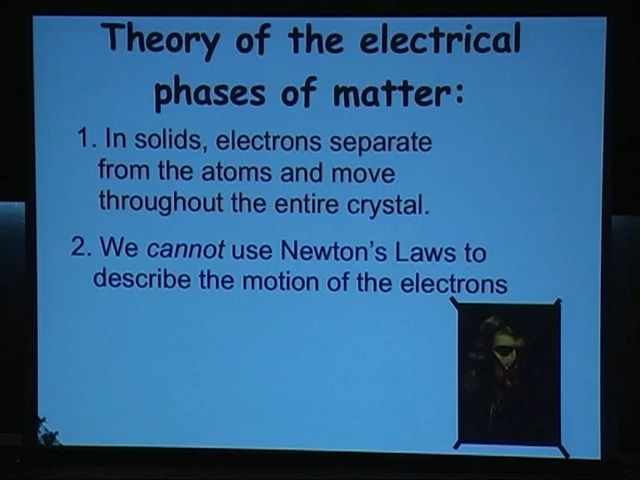 Theory of the electrical
phases of matter:
1. In solids, electrons separate
from the atoms and move
throughout the entire crystal.
2. We cannot use Newton's Laws to
describe the motion of the electrons